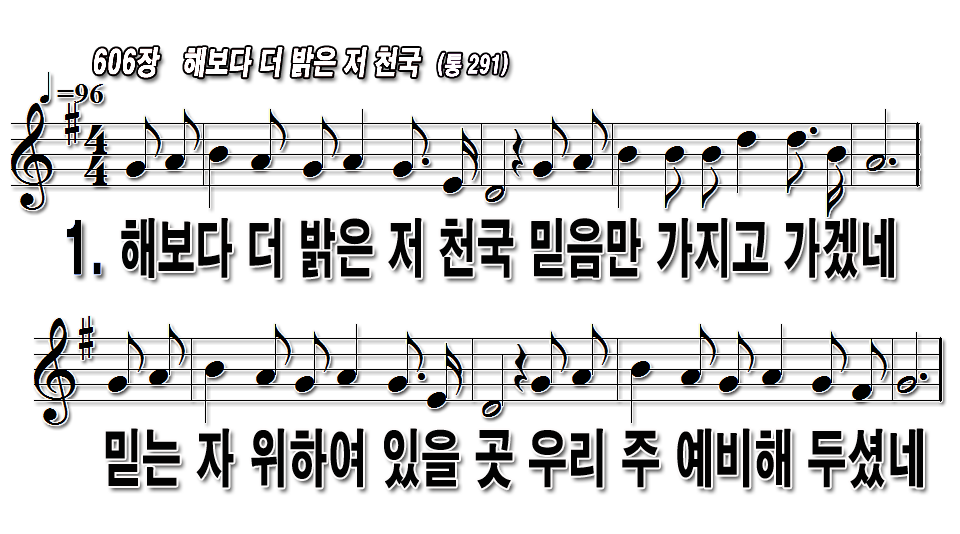 606장 해보다 더 밝은 저 천국 (통 291)
♩=96
4
4
1. 해보다 더 밝은 저 천국 믿음만 가지고 가겠네
믿는 자 위하여 있을 곳 우리 주 예비해 두셨네